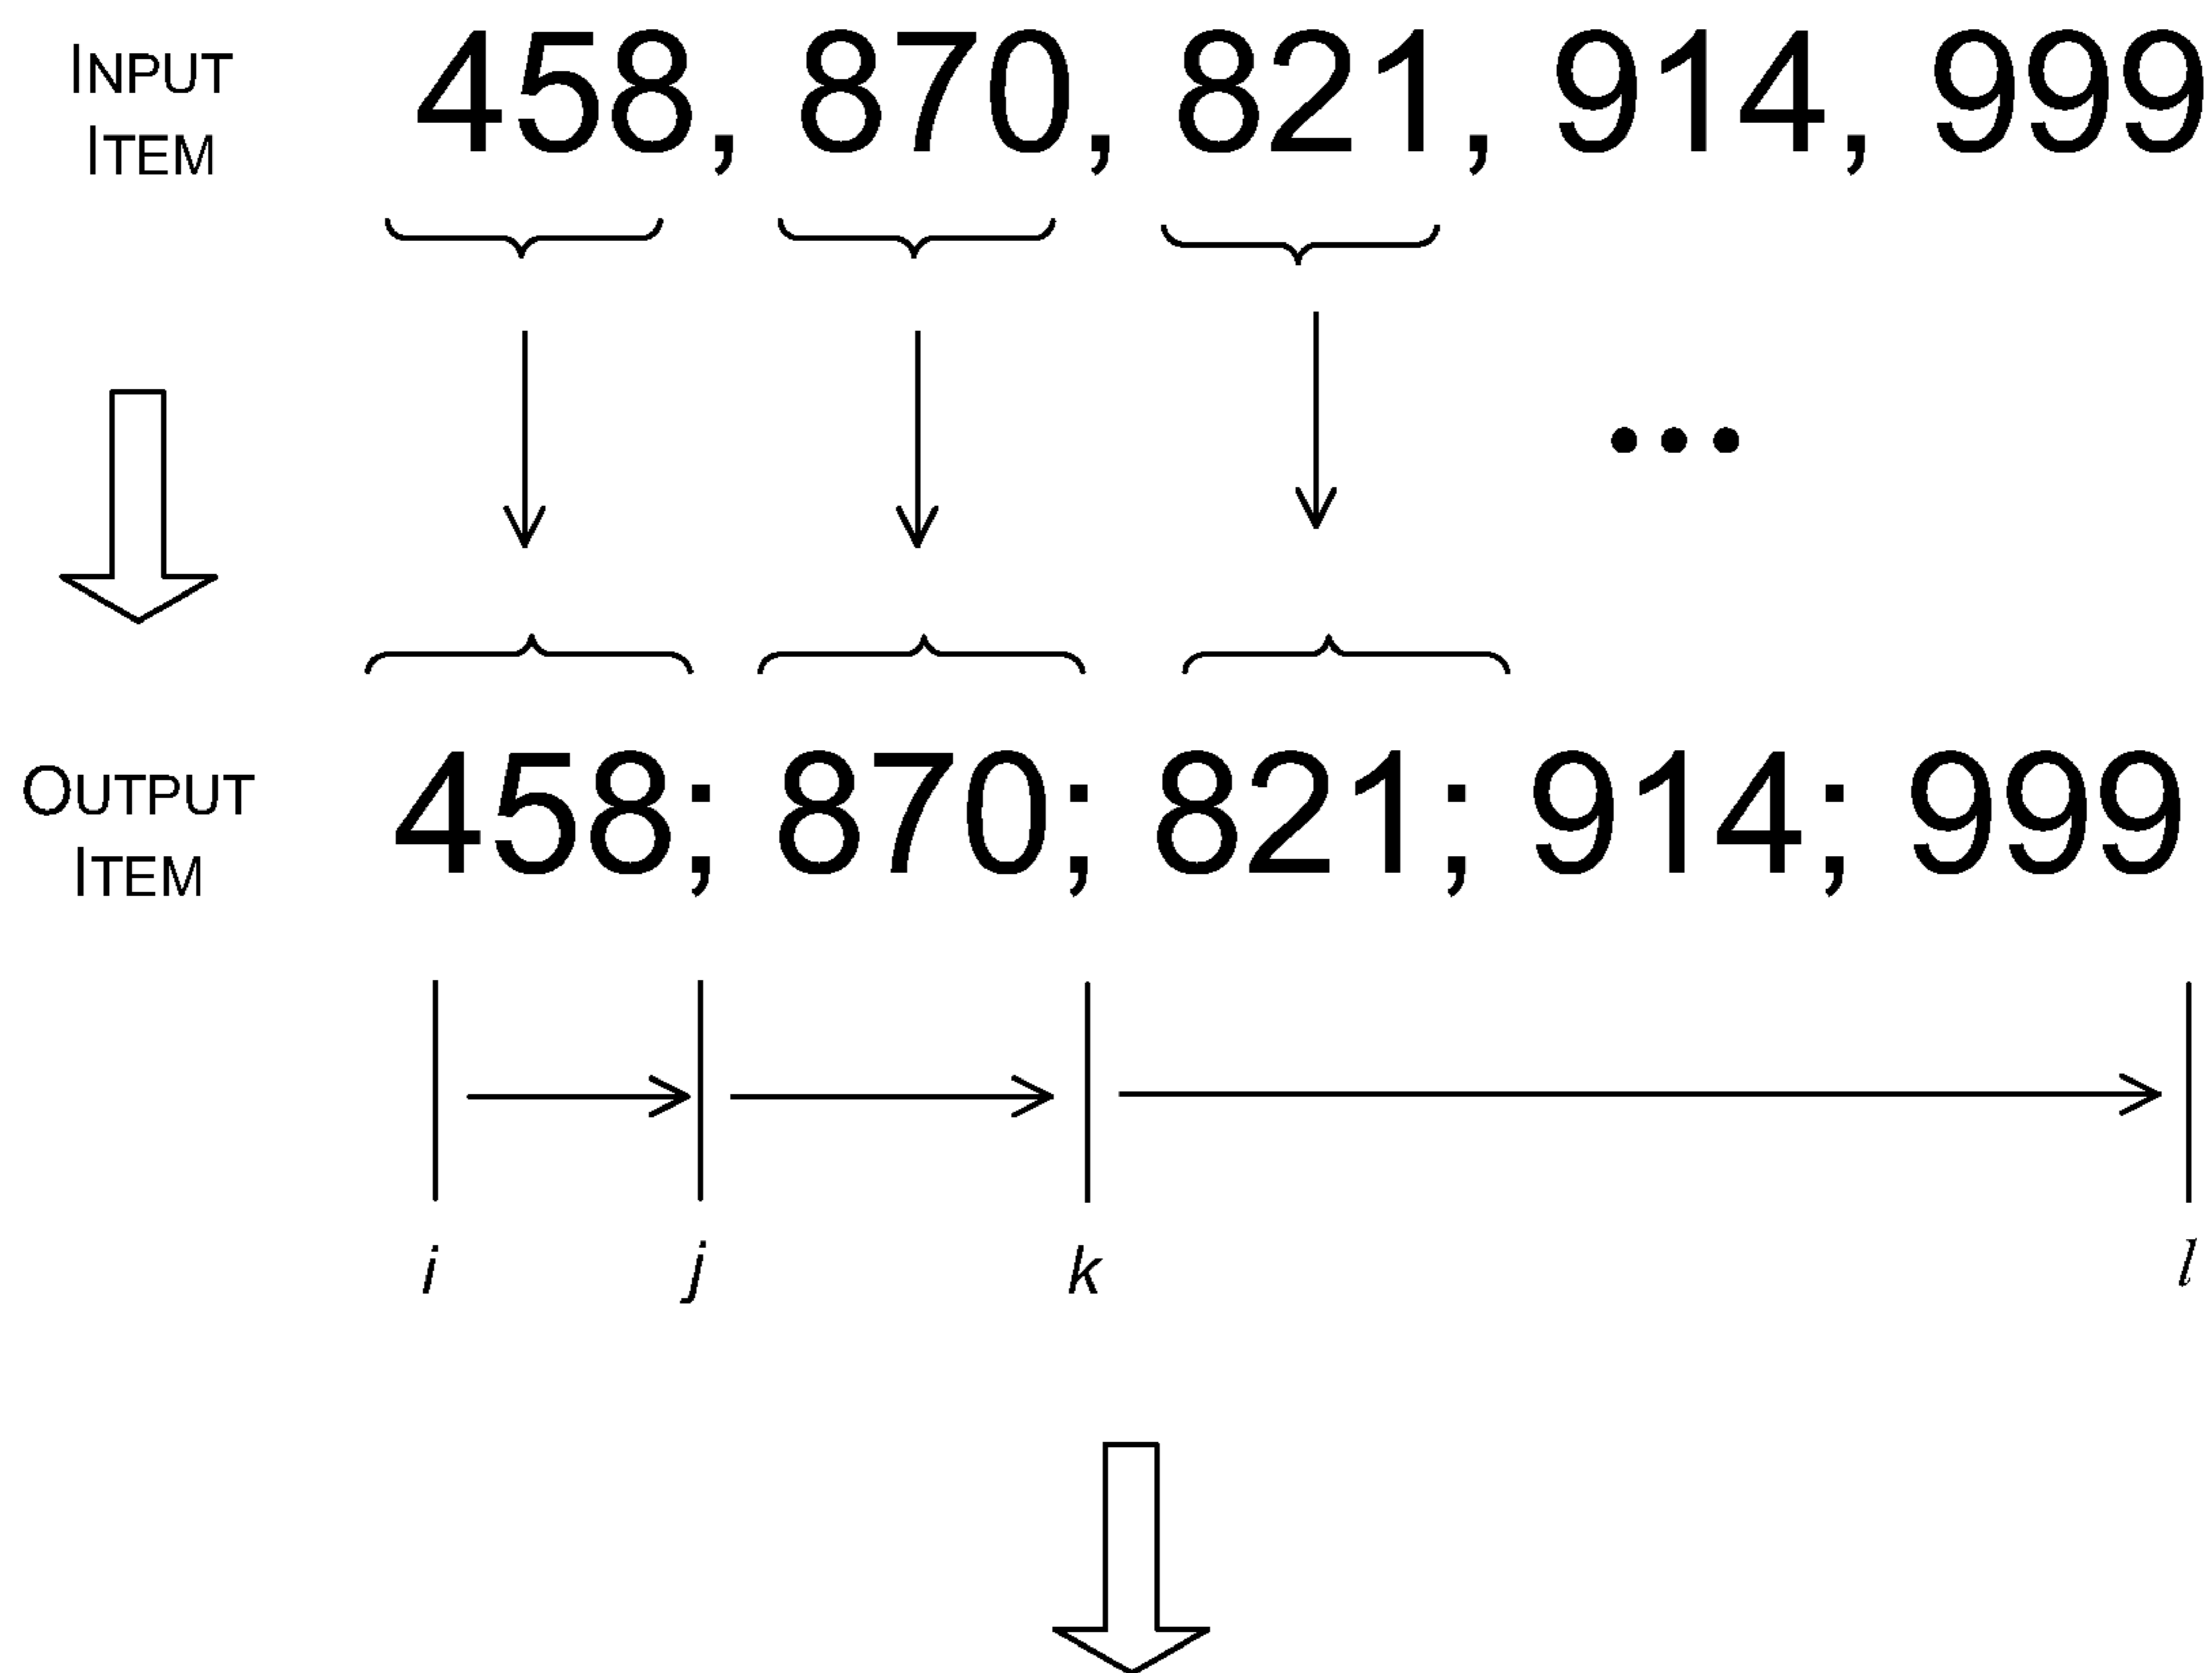 INPUT ITEM
458, 870, 821, 914, 999
...
OUTPUT ITEM
458; 870; 821; 914; 999
i j k l